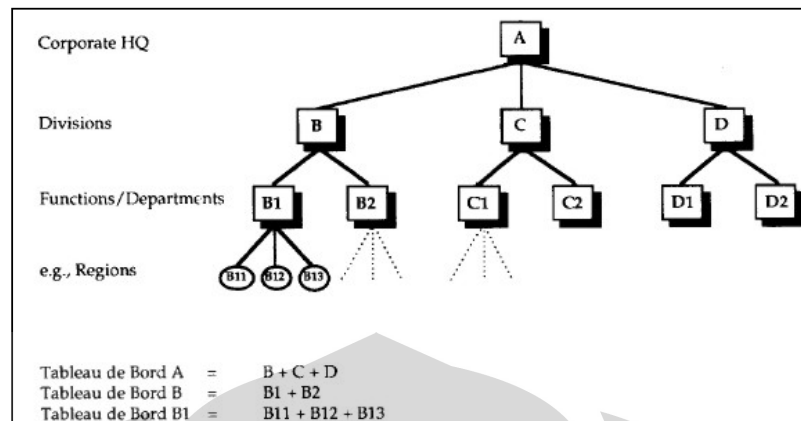 Corporate HQ A
Divisions B C D
Functions/Departments B1 B2 C1 C2 D1 D2
e.g., Regions B11 B12 B13
Tableau de Bord A = B + C + D
Tableau de Bord B = B1 + B2
Tableau de Bord B1 = B11 + B12 + B13